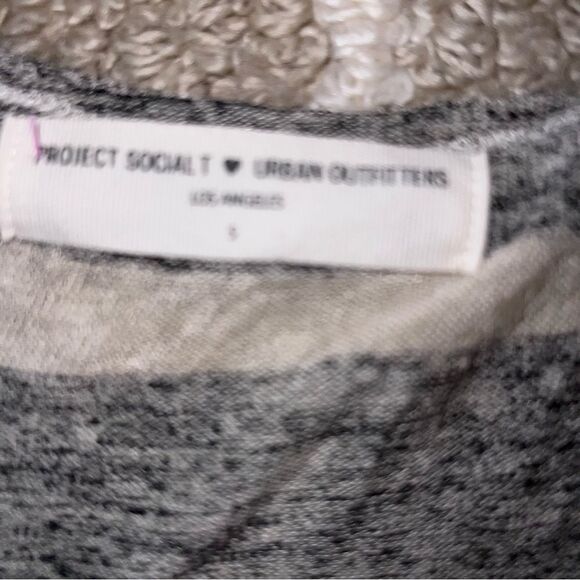 PROJECT SOCIAL T ♥ URBAN OUTFITTERS
LOS ANGELES
S